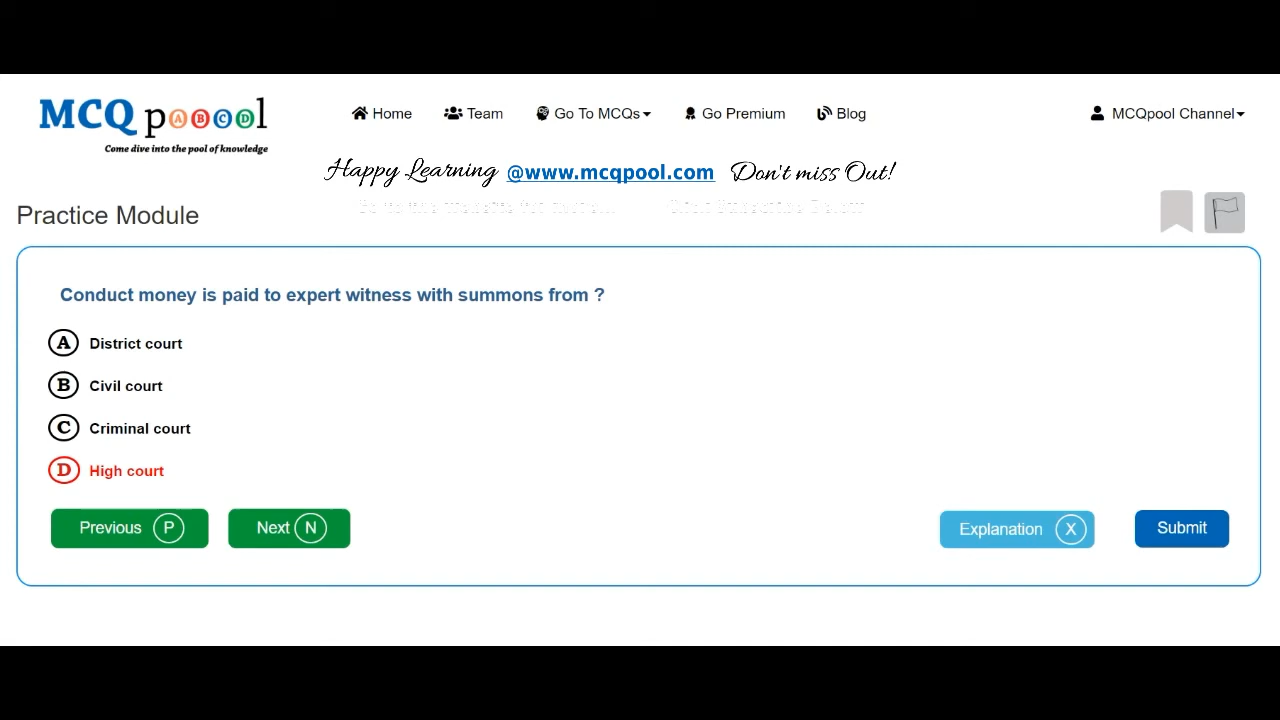 MCQ pABCDl
Come dive into the pool of knowledge
Home Team Go To MCQs Go Premium Blog MCQpool Channel
Happy Learning @www.mcqpool.com Don't miss Out!
Practice Module
Conduct money is paid to expert witness with summons from ?
A District court
B Civil court
C Criminal court
D High court
Previous P Next N Explanation X Submit